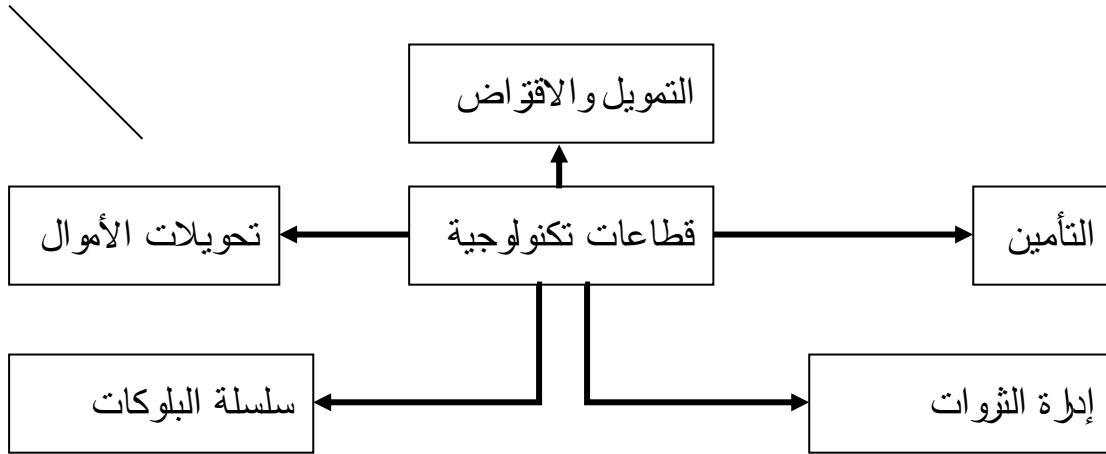 التمويل والاقتراض
التأمين
قطاعات تكنولوجية
تحويلات الأموال
إدارة الثروات
سلسلة البلوكات